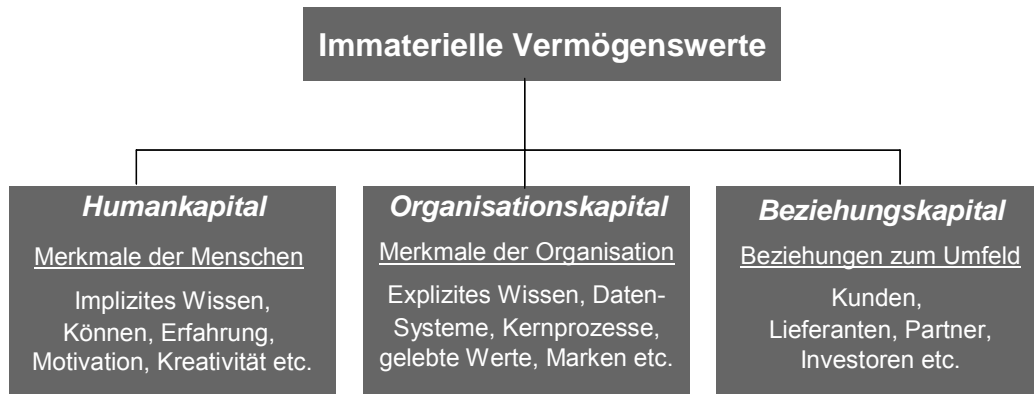 Immaterielle Vermögenswerte
Humankapital
Merkmale der Menschen
Implizites Wissen,
Können, Erfahrung,
Motivation, Kreativität etc.
Organisationskapital
Merkmale der Organisation
Explizites Wissen, Daten-
Systeme, Kernprozesse,
gelebte Werte, Marken etc.
Beziehungskapital
Beziehungen zum Umfeld
Kunden,
Lieferanten, Partner,
Investoren etc.